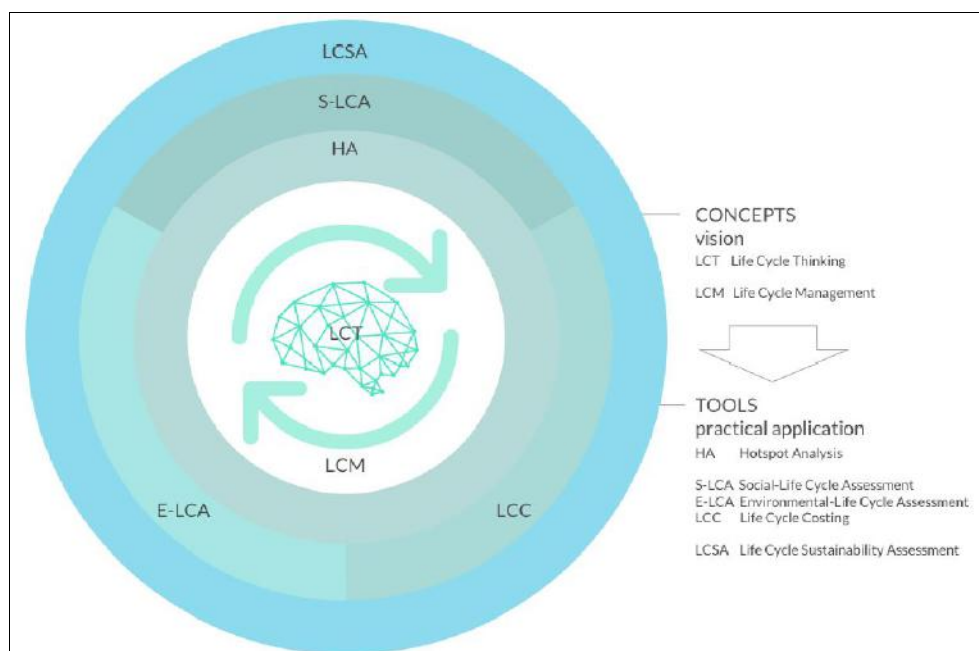 LCSA
S-LCA
HA
LCT
LCM
E-LCA
LCC
CONCEPTS
vision
LCT Life Cycle Thinking
LCM Life Cycle Management
TOOLS
practical application
HA Hotspot Analysis
S-LCA Social-Life Cycle Assessment
E-LCA Environmental-Life Cycle Assessment
LCC Life Cycle Costing
LCSA Life Cycle Sustainability Assessment